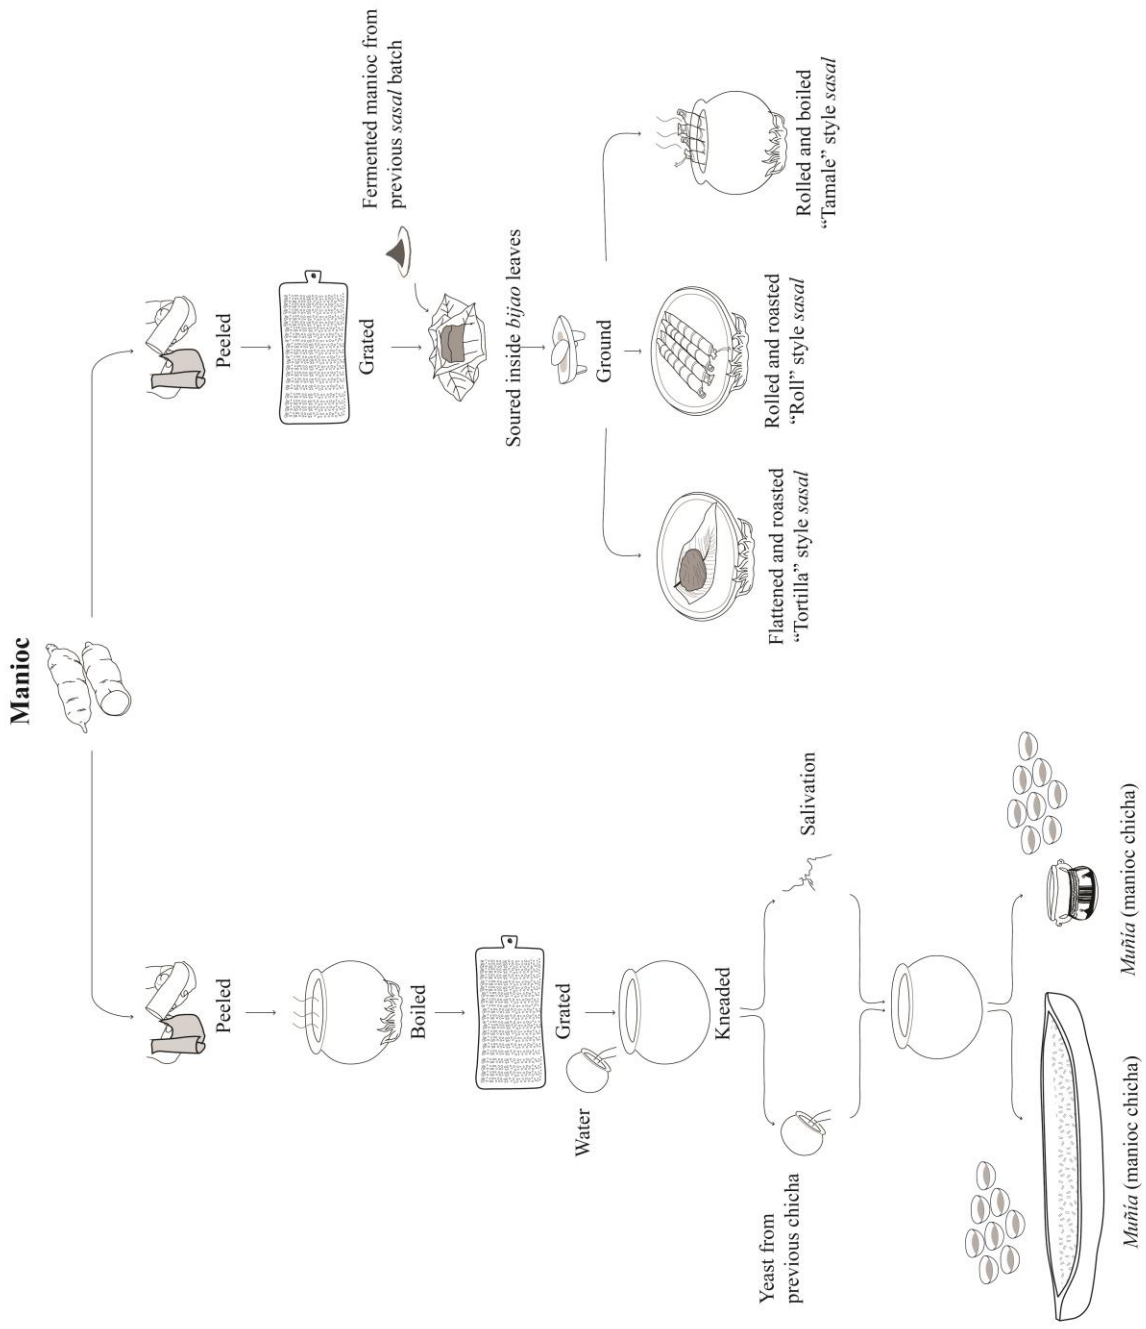 Manioc
Peeled
Boiled
Grated
Water
Kneaded
Yeast from
previous chicha
Salivation
Muñía (manioc chicha)
Muñía (manioc chicha)
Peeled
Grated
Fermented manioc from
previous sasal batch
Soured inside bijao leaves
Ground
Flattened and roasted
“Tortilla” style sasal
Rolled and roasted
“Roll” style sasal
Rolled and boiled
“Tamale” style sasal